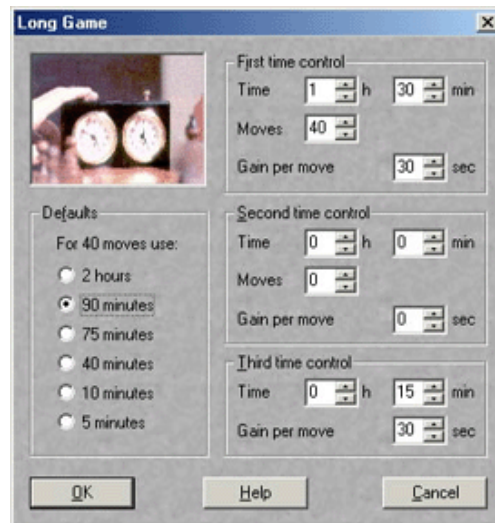 Long Game
First time control
Time 1 h 30 min
Moves 40
Gain per move 30 sec
Defaults
For 40 moves use:
2 hours
90 minutes
75 minutes
40 minutes
10 minutes
5 minutes
Second time control
Time 0 h 0 min
Moves 0
Gain per move 0 sec
Third time control
Time 0 h 15 min
Gain per move 30 sec
OK Help Cancel